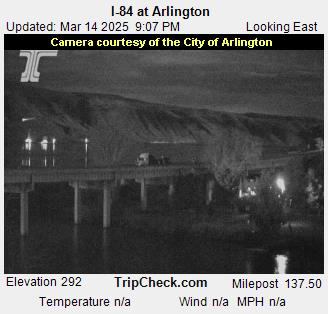 I-84 at Arlington
Updated: Mar 14 2025 9:07 PM Looking East
Camera courtesy of the City of Arlington
Elevation 292 TripCheck.com Milepost 137.50
Temperature n/a Wind n/a MPH n/a